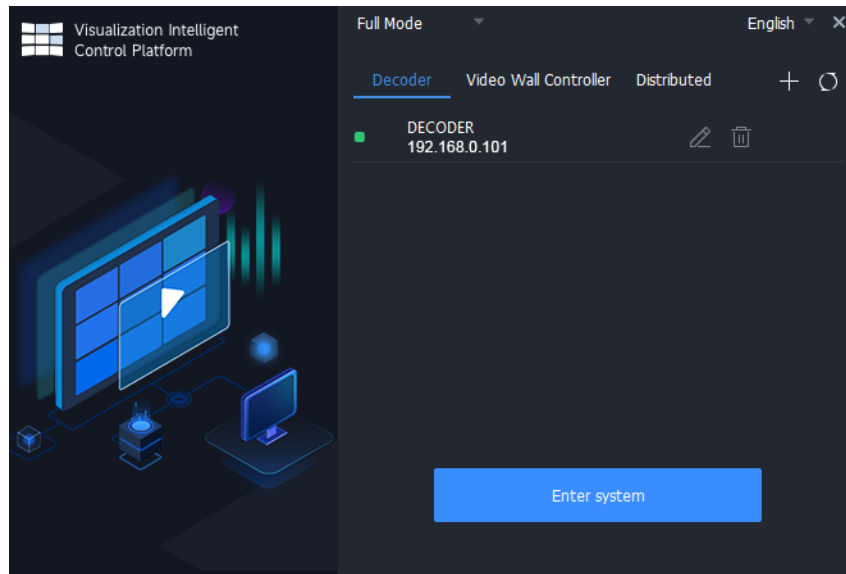 Visualization Intelligent
Control Platform
Full Mode
English
Decoder
Video Wall Controller
Distributed
DECODER
192.168.0.101
Enter system